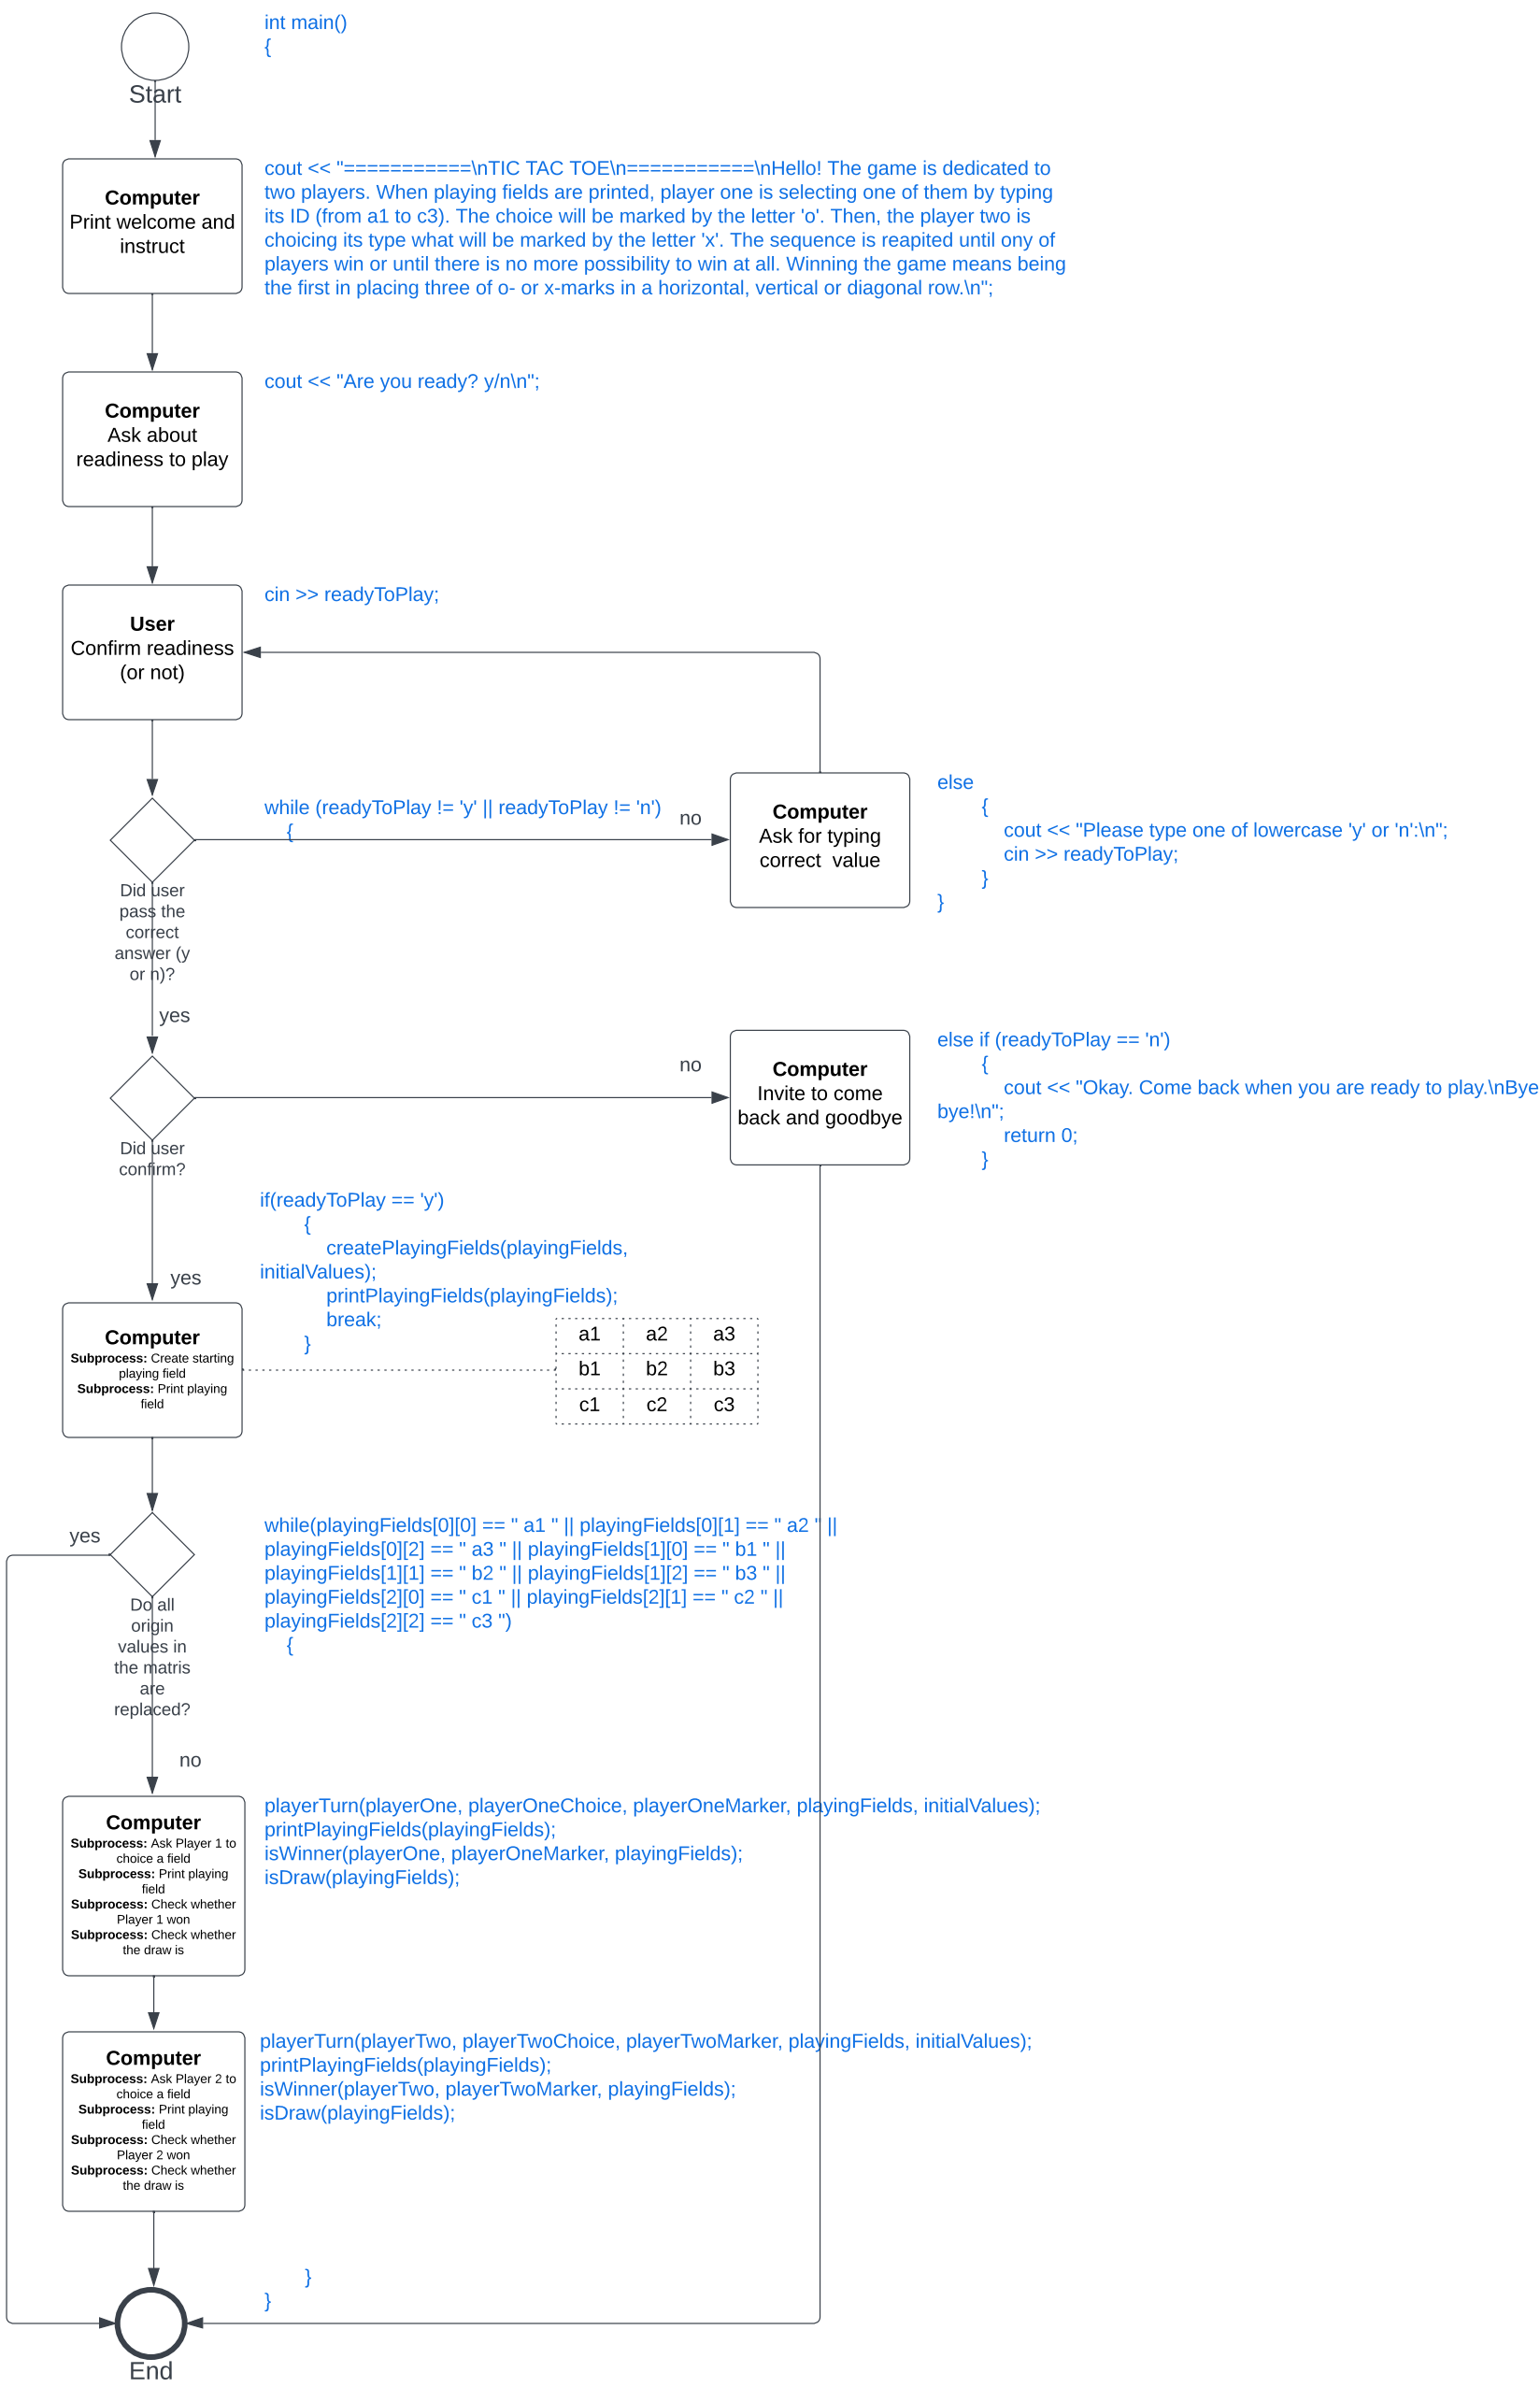 int main()
{
Start
Computer
Print welcome and
instruct
cout << "===========\nTIC TAC TOE\n===========\nHello! The game is dedicated to
two players. When playing fields are printed, player one is selecting one of them by typing
its ID (from a1 to c3). The choice will be marked by the letter 'o'. Then, the player two is
choicing its type what will be marked by the letter 'x'. The sequence is reapited until ony of
players win or until there is no more possibility to win at all. Winning the game means being
the first in placing three of o- or x-marks in a horizontal, vertical or diagonal row.\n";
Computer
Ask about
readiness to play
cout << "Are you ready? y/n\n";
User
Confirm readiness
(or not)
cin >> readyToPlay;
while (readyToPlay != 'y' || readyToPlay != 'n')
{
no
Computer
Ask for typing
correct  value
else
{
cout << "Please type one of lowercase 'y' or 'n':\n";
cin >> readyToPlay;
}
}
Did user
pass the
correct
answer (y
or n)?
yes
no
Computer
Invite to come
back and goodbye
else if (readyToPlay == 'n')
{
cout << "Okay. Come back when you are ready to play.\nBye
bye!\n";
return 0;
}
Did user
confirm?
yes
if(readyToPlay == 'y')
{
createPlayingFields(playingFields,
initialValues);
printPlayingFields(playingFields);
break;
}
Computer
Subprocess: Create starting
playing field
Subprocess: Print playing
field
a1 a2 a3
b1 b2 b3
c1 c2 c3
yes
while(playingFields[0][0] == " a1 " || playingFields[0][1] == " a2 " ||
playingFields[0][2] == " a3 " || playingFields[1][0] == " b1 " ||
playingFields[1][1] == " b2 " || playingFields[1][2] == " b3 " ||
playingFields[2][0] == " c1 " || playingFields[2][1] == " c2 " ||
playingFields[2][2] == " c3 ")
{
Do all
origin
values in
the matris
are
replaced?
no
Computer
Subprocess: Ask Player 1 to
choice a field
Subprocess: Print playing
field
Subprocess: Check whether
Player 1 won
Subprocess: Check whether
the draw is
playerTurn(playerOne, playerOneChoice, playerOneMarker, playingFields, initialValues);
printPlayingFields(playingFields);
isWinner(playerOne, playerOneMarker, playingFields);
isDraw(playingFields);
Computer
Subprocess: Ask Player 2 to
choice a field
Subprocess: Print playing
field
Subprocess: Check whether
Player 2 won
Subprocess: Check whether
the draw is
playerTurn(playerTwo, playerTwoChoice, playerTwoMarker, playingFields, initialValues);
printPlayingFields(playingFields);
isWinner(playerTwo, playerTwoMarker, playingFields);
isDraw(playingFields);
}
}
End